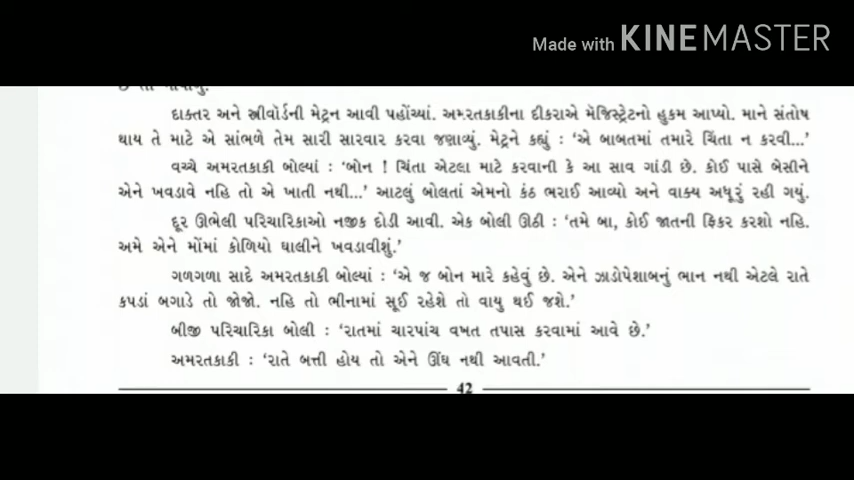 Made with KINEMASTER
દાક્તર અને સ્ત્રીવૉર્ડની મેટ્રન આવી પહોંચ્યાં. અમરતકાકીના દીકરાએ મૅજિસ્ટ્રેટનો હુકમ આપ્યો. માને સંતોષ
થાય તે માટે એ સાંભળે તેમ સારી સારવાર કરવા જણાવ્યું. મેટ્રને કહ્યું : ‘એ બાબતમાં તમારે ચિંતા ન કરવી...’
વચ્ચે અમરતકાકી બોલ્યાં : ‘બોન ! ચિંતા એટલા માટે કરવાની કે આ સાવ ગાંડી છે. કોઈ પાસે બેસીને
એને ખવડાવે નહિ તો એ ખાતી નથી...’ આટલું બોલતાં એમનો કંઠ ભરાઈ આવ્યો અને વાક્ય અધૂરું રહી ગયું.
દૂર ઊભેલી પરિચારિકાઓ નજીક દોડી આવી. એક બોલી ઊઠી : ‘તમે બા, કોઈ જાતની ફિકર કરશો નહિ.
અમે એને મોંમાં કોળિયો ઘાલીને ખવડાવીશું.’
ગળગળા સાદે અમરતકાકી બોલ્યાં : ‘એ જ બોન મારે કહેવું છે. એને ઝાડોપેશાબનું ભાન નથી એટલે રાતે
કપડાં બગાડે તો જોજો. નહિ તો ભીનામાં સૂઈ રહેશે તો વાયુ થઈ જશે.’
બીજી પરિચારિકા બોલી : ‘રાતમાં ચારપાંચ વખત તપાસ કરવામાં આવે છે.’
અમરતકાકી : ‘રાતે બત્તી હોય તો એને ઊંઘ નથી આવતી.’
42